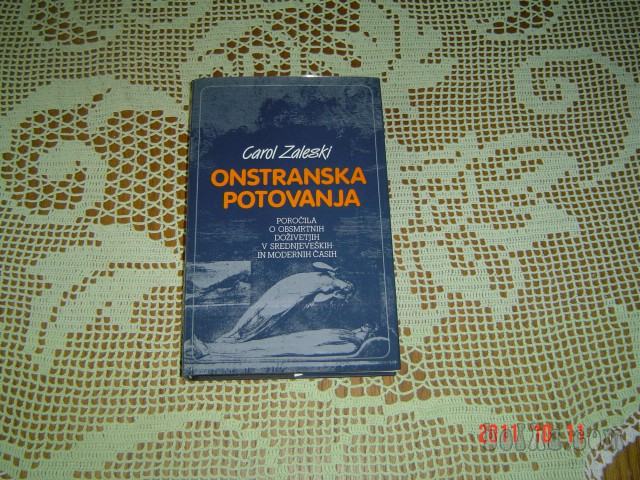 Carol Zaleski
ONSTRANSKA
POTOVANJA
POROČILA
O OBSMRTNIH
DOŽIVETJIH
V SREDNJEVEŠKIH
IN MODERNIH ČASIH
2011 10 11